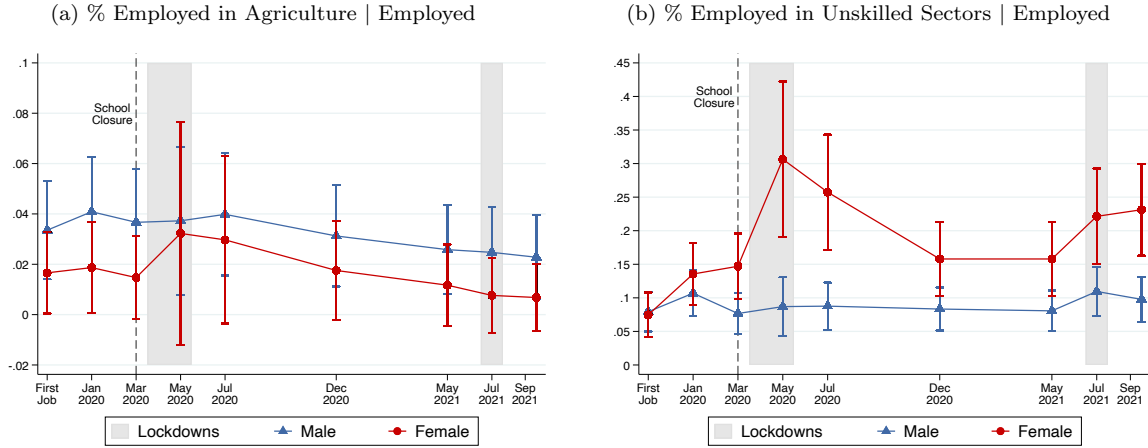 (a) % Employed in Agriculture | Employed
.1
.08
.06
.04
.02
0
-.02
School
Closure
First
Job
Jan
2020
Mar
2020
May
2020
Jul
2020
Dec
2020
May
2021
Jul
2021
Sep
2021
Lockdowns
Male
Female
(b) % Employed in Unskilled Sectors | Employed
.45
.4
.35
.3
.25
.2
.15
.1
.05
0
School
Closure
First
Job
Jan
2020
Mar
2020
May
2020
Jul
2020
Dec
2020
May
2021
Jul
2021
Sep
2021
Lockdowns
Male
Female